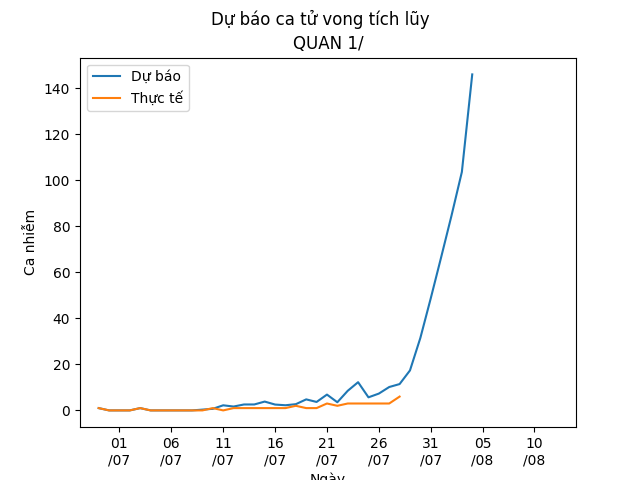 Dự báo ca tử vong tích lũy
QUAN 1/
Dự báo
Thực tế
140
120
100
80
60
40
20
0
Ca nhiễm
01 06 11 16 21 26 31 05 10
/07 /07 /07 /07 /07 /07 /07 /08 /08
Ngày